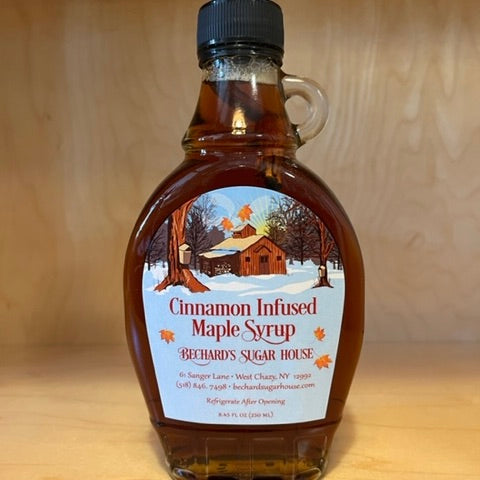 Cinnamon Infused
Maple Syrup
BECHARD'S SUGAR HOUSE
61 Sanger Lane • West Chazy, NY 12992
(518) 846. 7498 • bechardsugarhouse.com
Refrigerate After Opening
8.45 FL OZ (250 ML)